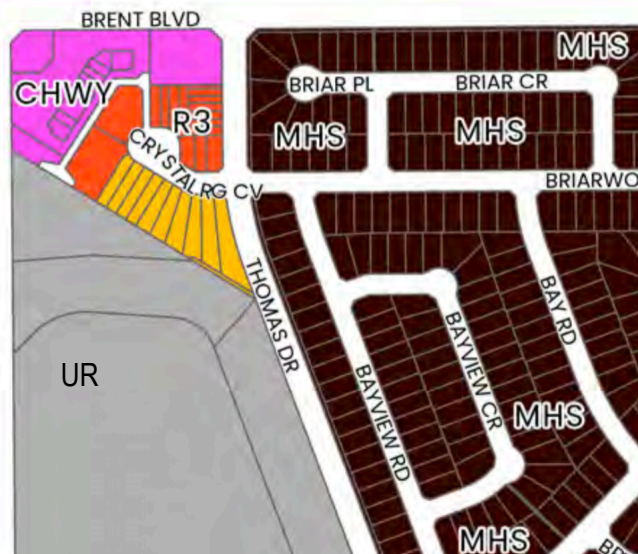 BRENT BLVD
MHS
CHWY
BRIAR PL
BRIAR CR
R3
MHS
MHS
CRYSTAL
RG CV
BRIARWO
THOMAS DR
BAY RD
UR
BAYVIEW CR
BAYVIEW RD
MHS
MHS